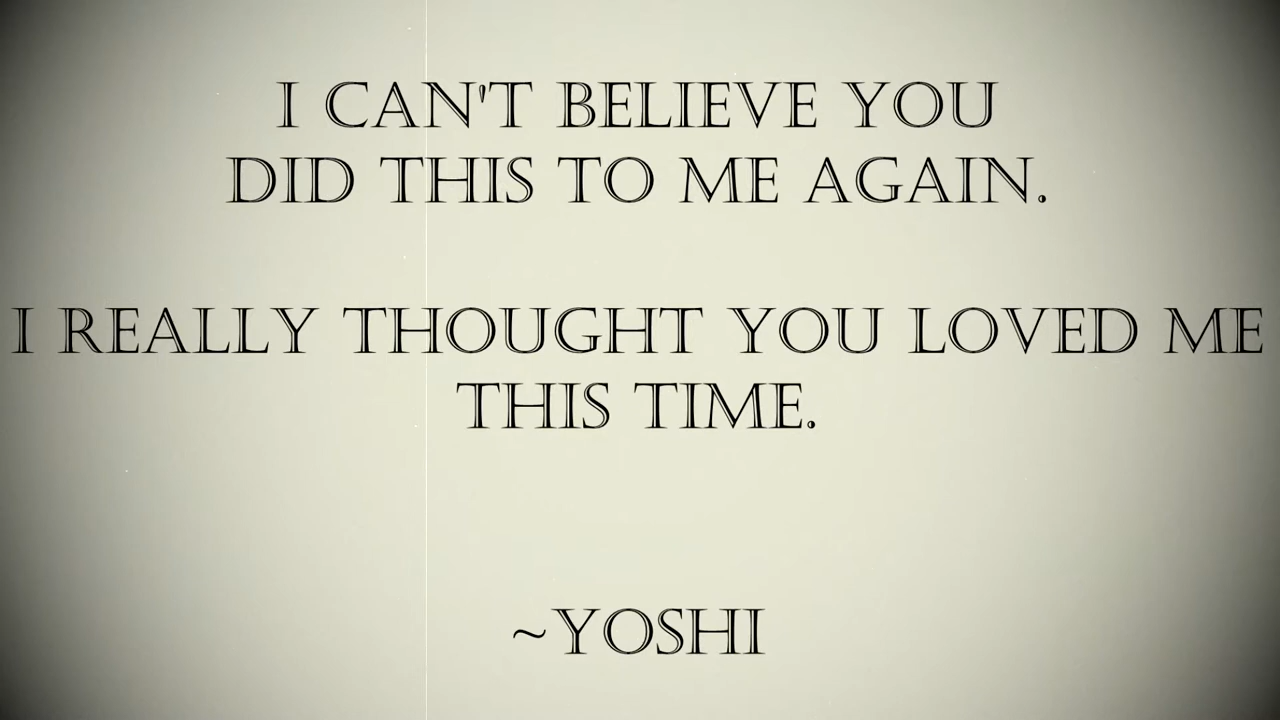 I CAN'T BELIEVE YOU
DID THIS TO ME AGAIN.
I REALLY THOUGHT YOU LOVED ME
THIS TIME.
~YOSHI